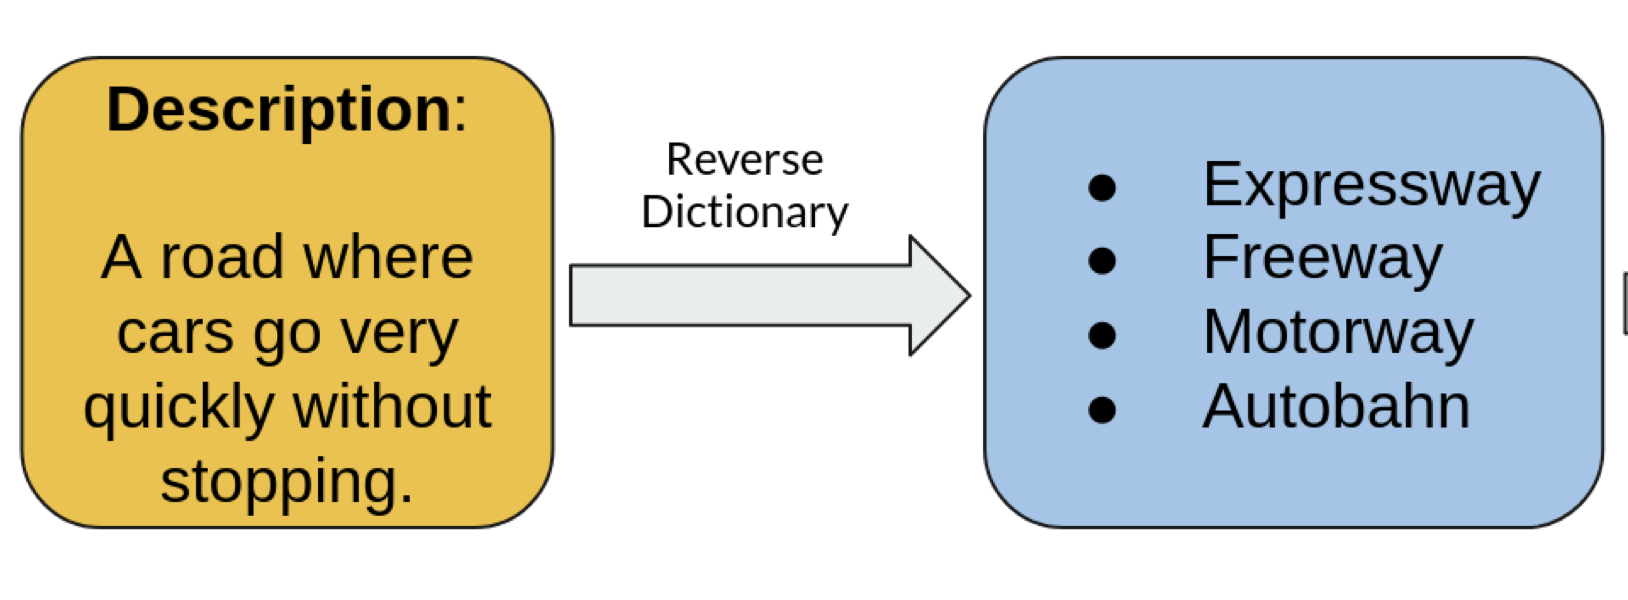 Description:
A road where
cars go very
quickly without
stopping.
Reverse
Dictionary
● Expressway
● Freeway
● Motorway
● Autobahn